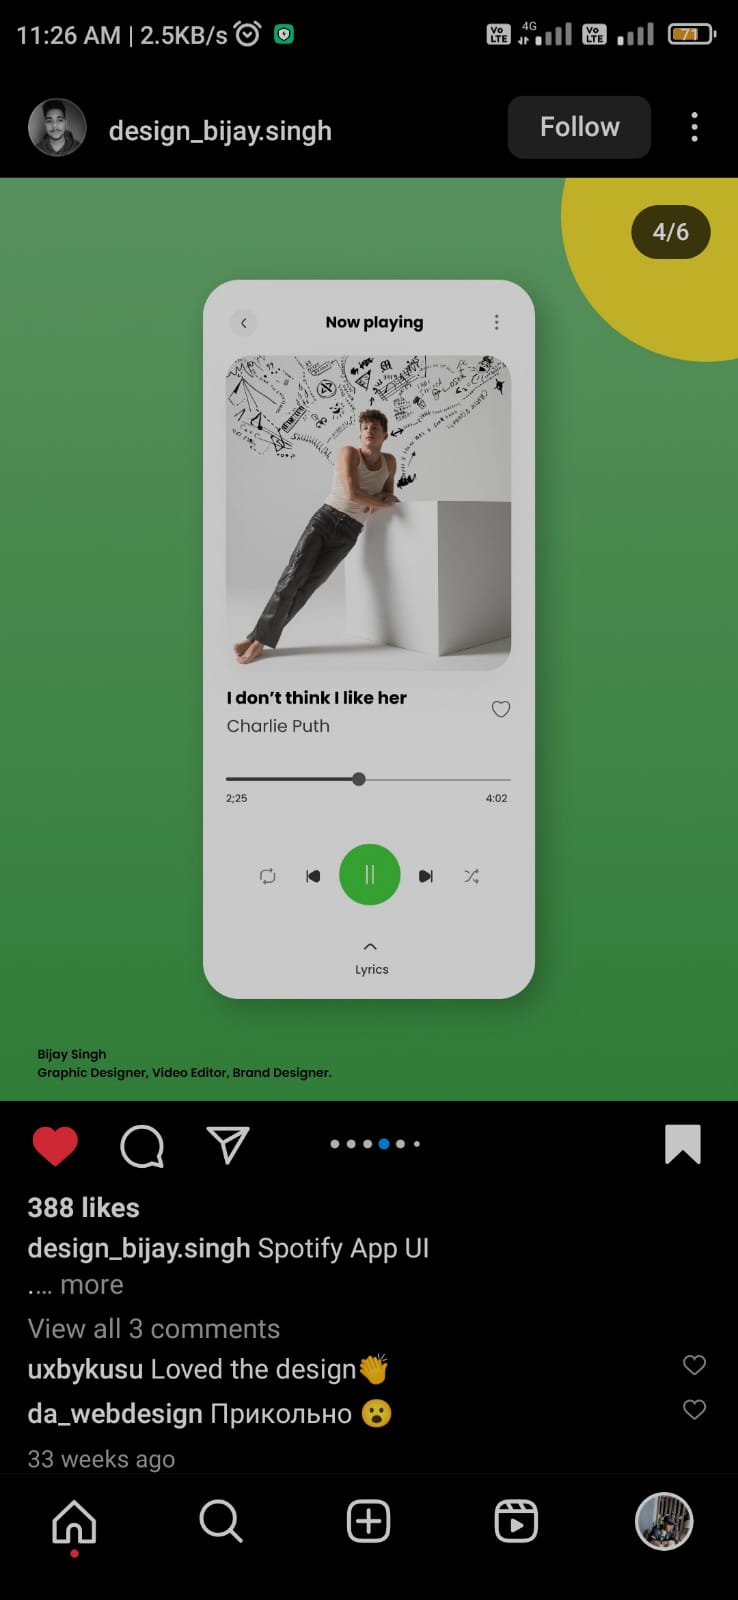 11:26 AM | 2.5KB/s
Vo LTE
4G
Vo LTE
71
design_bijay.singh
Follow
4/6
Now playing
I don’t think I like her
Charlie Puth
2;25
4:02
Lyrics
Bijay Singh
Graphic Designer, Video Editor, Brand Designer.
388 likes
design_bijay.singh Spotify App UI
.... more
View all 3 comments
uxbykusu Loved the design👏
da_webdesign Прикольно 😮
33 weeks ago